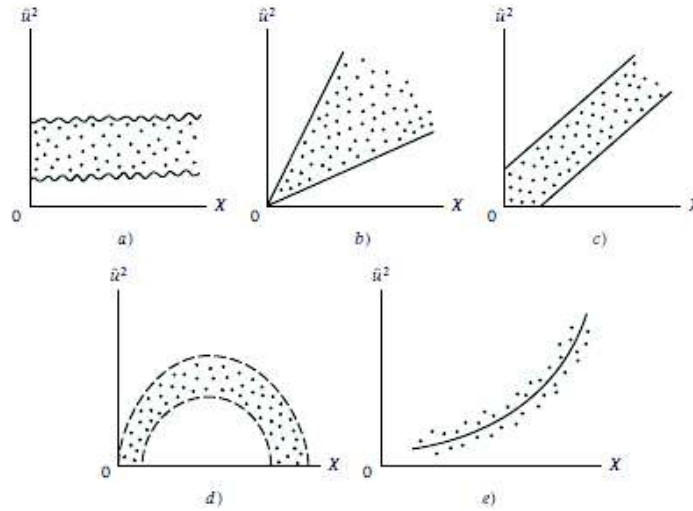 û² û² û²
0 X 0 X 0 X
a) b) c)
û² û²
0 X 0 X
d) e)